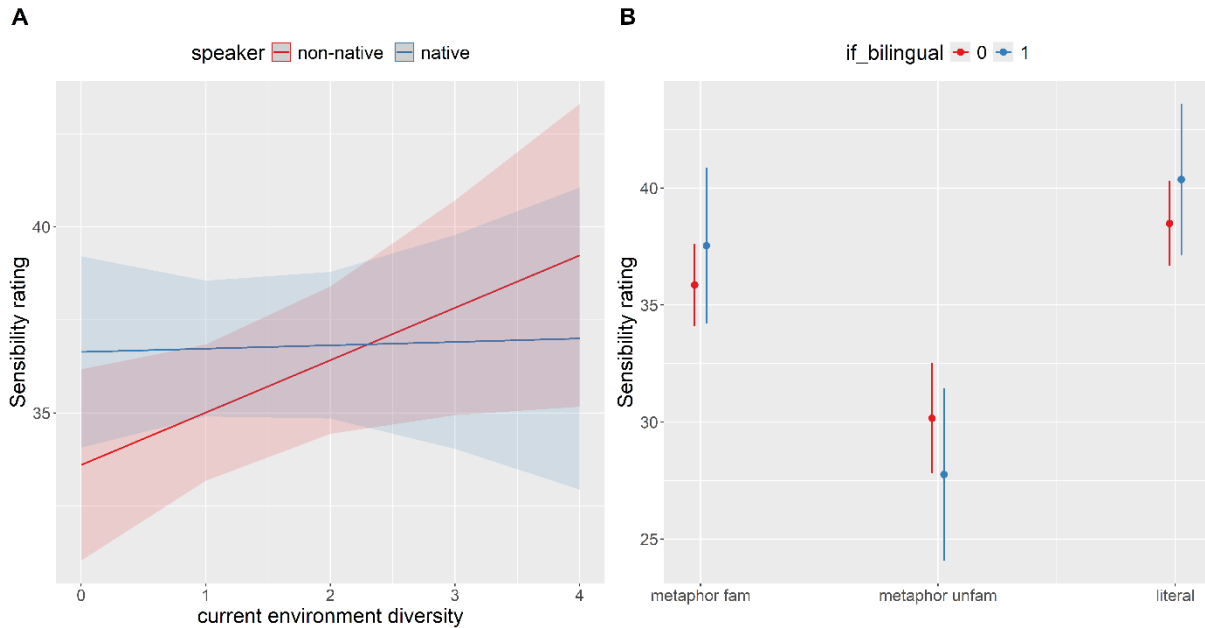 A
speaker non-native native
Sensibility rating
40
35
0 1 2 3 4
current environment diversity
B
if_bilingual 0 1
Sensibility rating
40
35
30
25
metaphor fam metaphor unfam literal